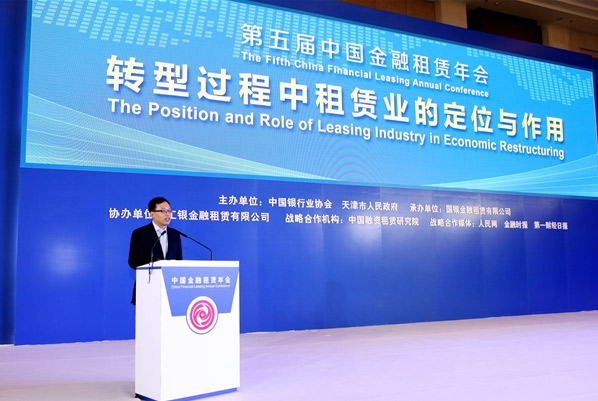 第五届中国金融租赁年会
The Fifth China Financial Leasing Annual Conference
转型过程中租赁业的定位与作用
The Position and Role of Leasing Industry in Economic Restructuring
主办单位：中国银行业协会 天津市人民政府 承办单位：国银金融租赁有限公司
协办单位：工银金融租赁有限公司 战略合作机构：中国融资租赁研究院 战略合作媒体：人民网 金融时报 第一财经日报
中国金融租赁年会
China Financial Leasing Annual Conference